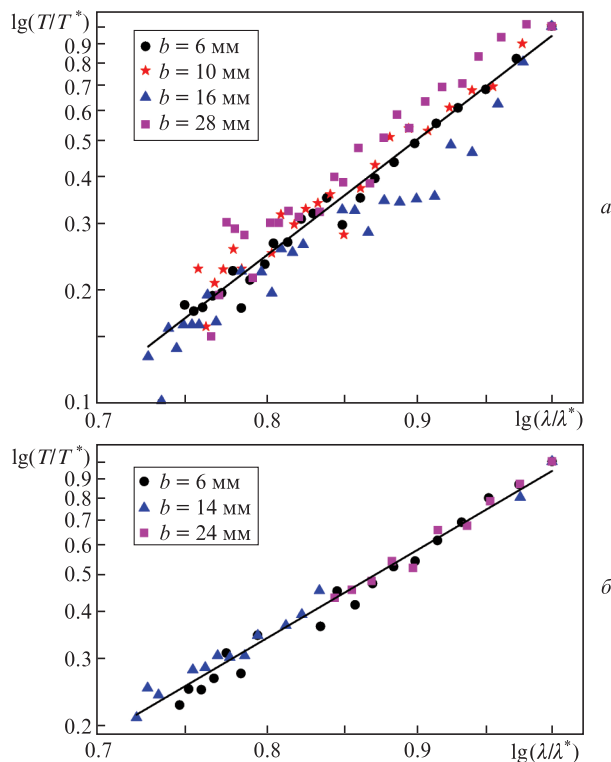 lg(T/T*)
0.9
0.8
0.7
0.6
0.5
0.4
0.3
0.2
0.1
b = 6 мм
b = 10 мм
b = 16 мм
b = 28 мм
а
0.7
0.8
0.9
lg(λ/λ*)
lg(T/T*)
0.9
0.8
0.7
0.6
0.5
0.4
0.3
0.2
b = 6 мм
b = 14 мм
b = 24 мм
б
0.7
0.8
0.9
lg(λ/λ*)